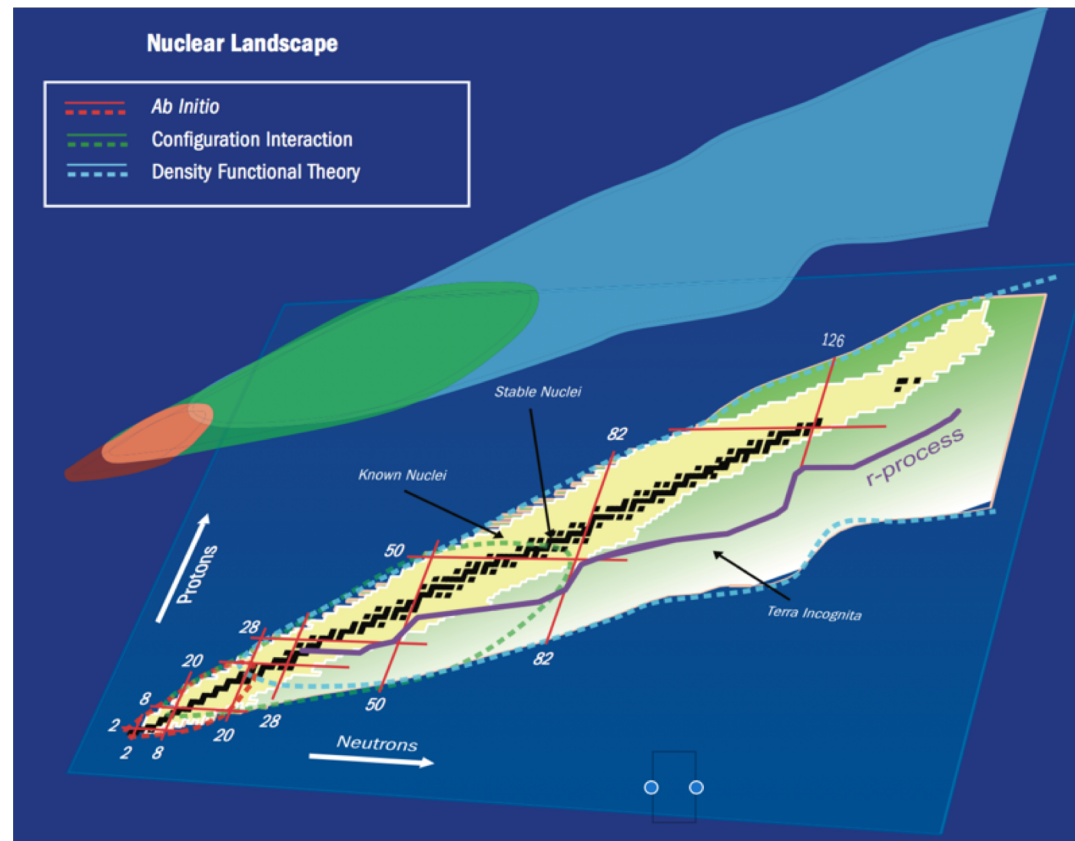 Nuclear Landscape
Ab Initio
Configuration Interaction
Density Functional Theory
126
Stable Nuclei
82
Known Nuclei
r-process
50
Protons
Terra Incognita
28
82
20
8
50
28
2
20
2
8
Neutrons